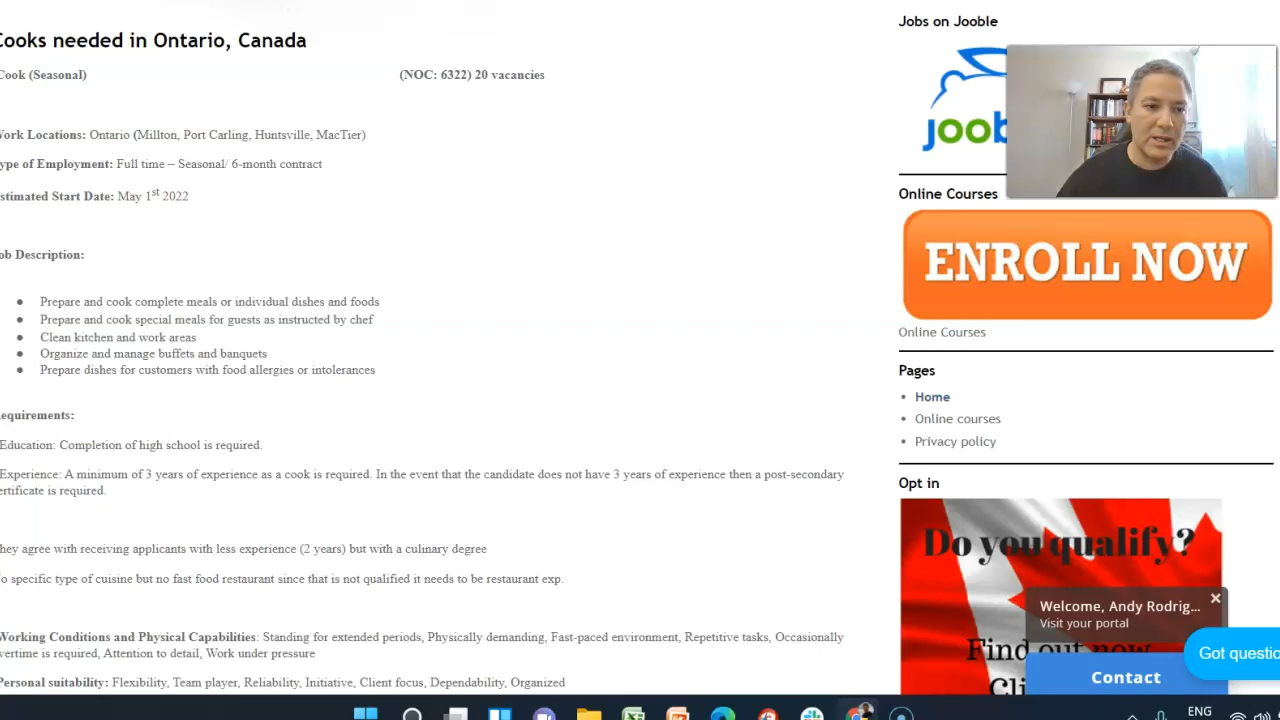 Cooks needed in Ontario, Canada
Cook (Seasonal) (NOC: 6322) 20 vacancies
Work Locations: Ontario (Millton, Port Carling, Huntsville, MacTier)
ype of Employment: Full time – Seasonal/ 6-month contract
stimated Start Date: May 1st 2022
ob Description:
● Prepare and cook complete meals or individual dishes and foods
● Prepare and cook special meals for guests as instructed by chef
● Clean kitchen and work areas
● Organize and manage buffets and banquets
● Prepare dishes for customers with food allergies or intolerances
equirements:
Education: Completion of high school is required.
Experience: A minimum of 3 years of experience as a cook is required. In the event that the candidate does not have 3 years of experience then a post-secondary
ertificate is required.
hey agree with receiving applicants with less experience (2 years) but with a culinary degree
o specific type of cuisine but no fast food restaurant since that is not qualified it needs to be restaurant exp.
Working Conditions and Physical Capabilities: Standing for extended periods, Physically demanding, Fast-paced environment, Repetitive tasks, Occasionally
vertime is required, Attention to detail, Work under pressure
Personal suitability: Flexibility, Team player, Reliability, Initiative, Client focus, Dependability, Organized
Jobs on Jooble
joob
Online Courses
ENROLL NOW
Online Courses
Pages
• Home
• Online courses
• Privacy policy
Opt in
Do you qualify?
Find out now
Cli
Welcome, Andy Rodrig...
Visit your portal
Got questio
Contact
ENG